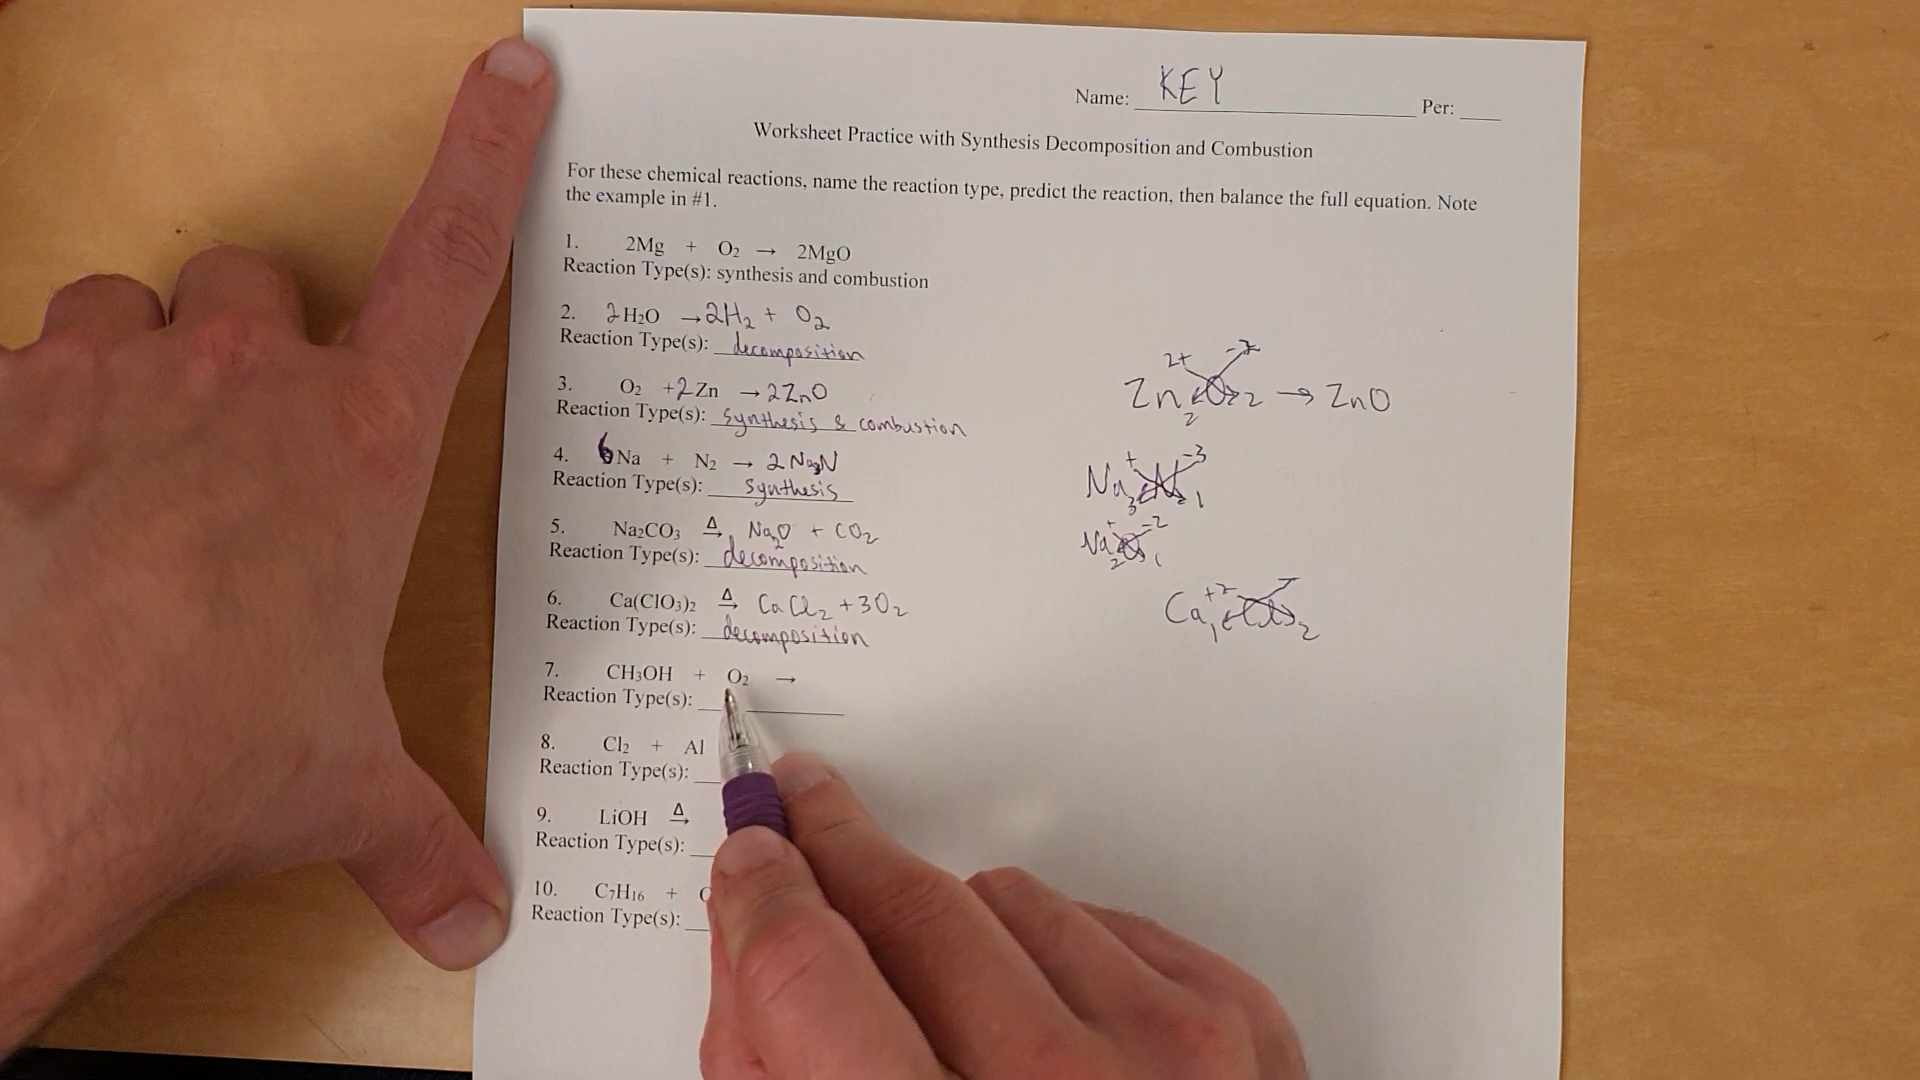 Name: KEY Per:
Worksheet Practice with Synthesis Decomposition and Combustion
For these chemical reactions, name the reaction type, predict the reaction, then balance the full equation. Note
the example in #1.
1. 2Mg + O₂ → 2MgO
Reaction Type(s): synthesis and combustion
2. 2H₂O → 2H₂ + O₂
Reaction Type(s): decomposition
3. O₂ + 2Zn → 2ZnO
Reaction Type(s): synthesis & combustion
4. 6Na + N₂ → 2Na₃N
Reaction Type(s): synthesis
5. Na₂CO₃ Δ→ Na₂O + CO₂
Reaction Type(s): decomposition
6. Ca(ClO₃)₂ Δ→ CaCl₂ + 3O₂
Reaction Type(s): decomposition
7. CH₃OH + O₂ →
Reaction Type(s):
8. Cl₂ + Al
Reaction Type(s):
9. LiOH Δ→
Reaction Type(s):
10. C₇H₁₆ +
Reaction Type(s):
2+ -2
Zn₂O₂ → ZnO
+ -3
Na₃N₁
+ -2
Na₂O₁
+2 -
Ca₁Cl₂